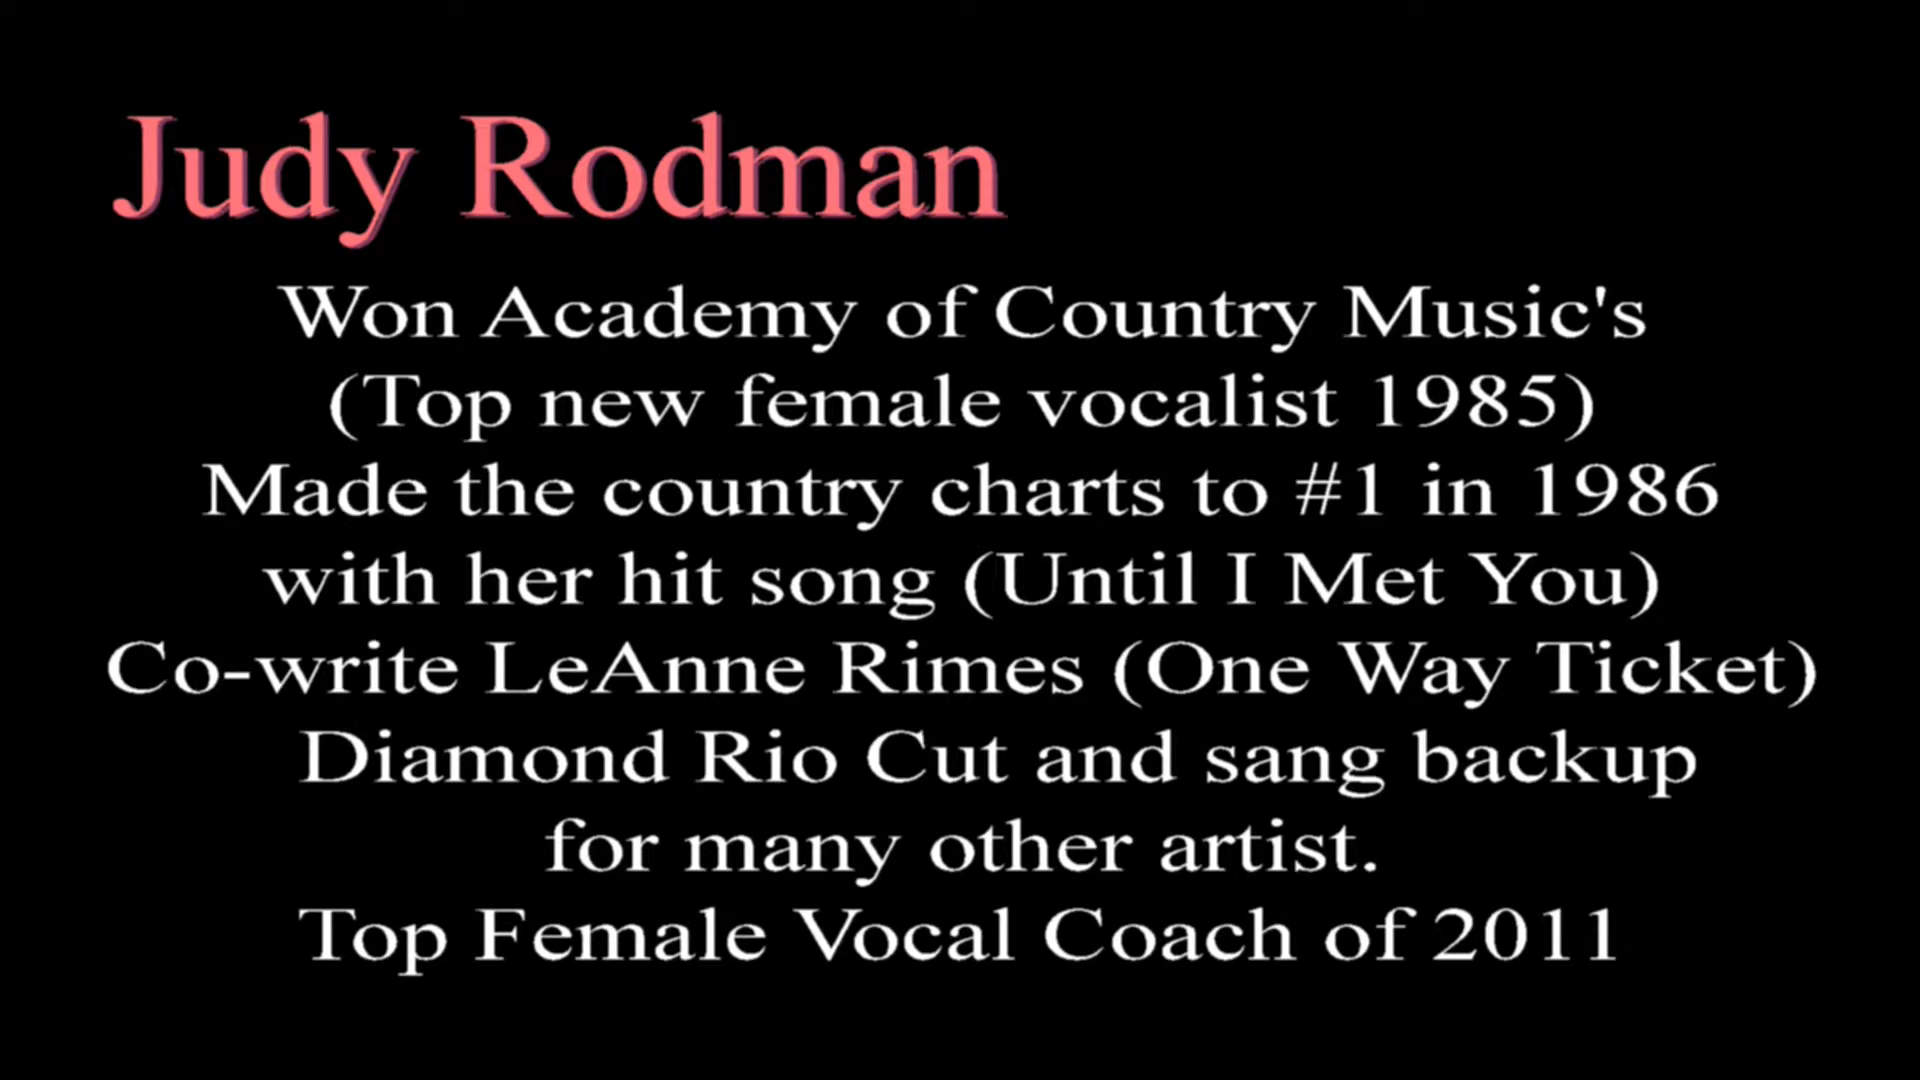 Judy Rodman
Won Academy of Country Music's
(Top new female vocalist 1985)
Made the country charts to #1 in 1986
with her hit song (Until I Met You)
Co-write LeAnne Rimes (One Way Ticket)
Diamond Rio Cut and sang backup
for many other artist.
Top Female Vocal Coach of 2011